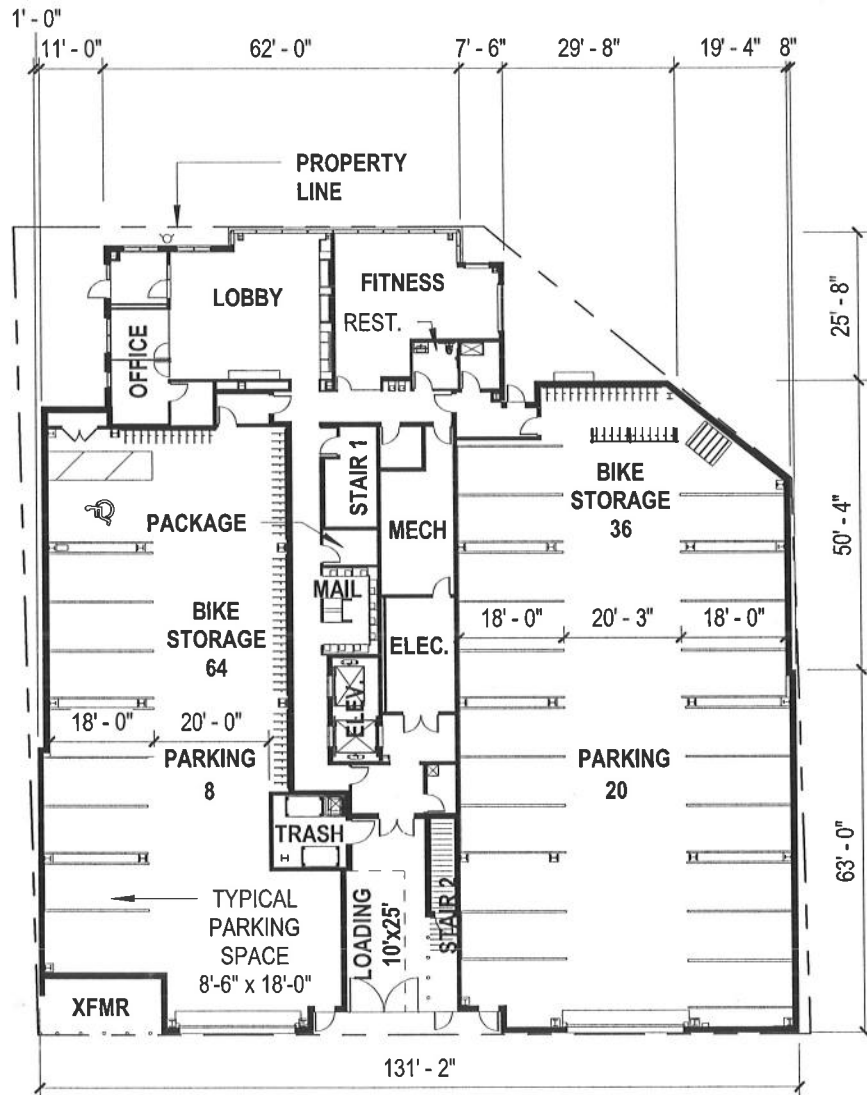 1' - 0"
11' - 0"
62' - 0"
7' - 6"
29' - 8"
19' - 4"
8"
PROPERTY
LINE
25' - 8"
LOBBY
FITNESS
REST.
OFFICE
STAIR 1
BIKE
STORAGE
36
PACKAGE
MECH
50' - 4"
MAIL
BIKE
STORAGE
64
ELEC.
18' - 0"
20' - 3"
18' - 0"
ELEV.
18' - 0"
20' - 0"
PARKING
8
PARKING
20
TRASH
63' - 0"
TYPICAL
PARKING
SPACE
8'-6" x 18'-0"
LOADING
10'x25'
STAIR 2
XFMR
131' - 2"